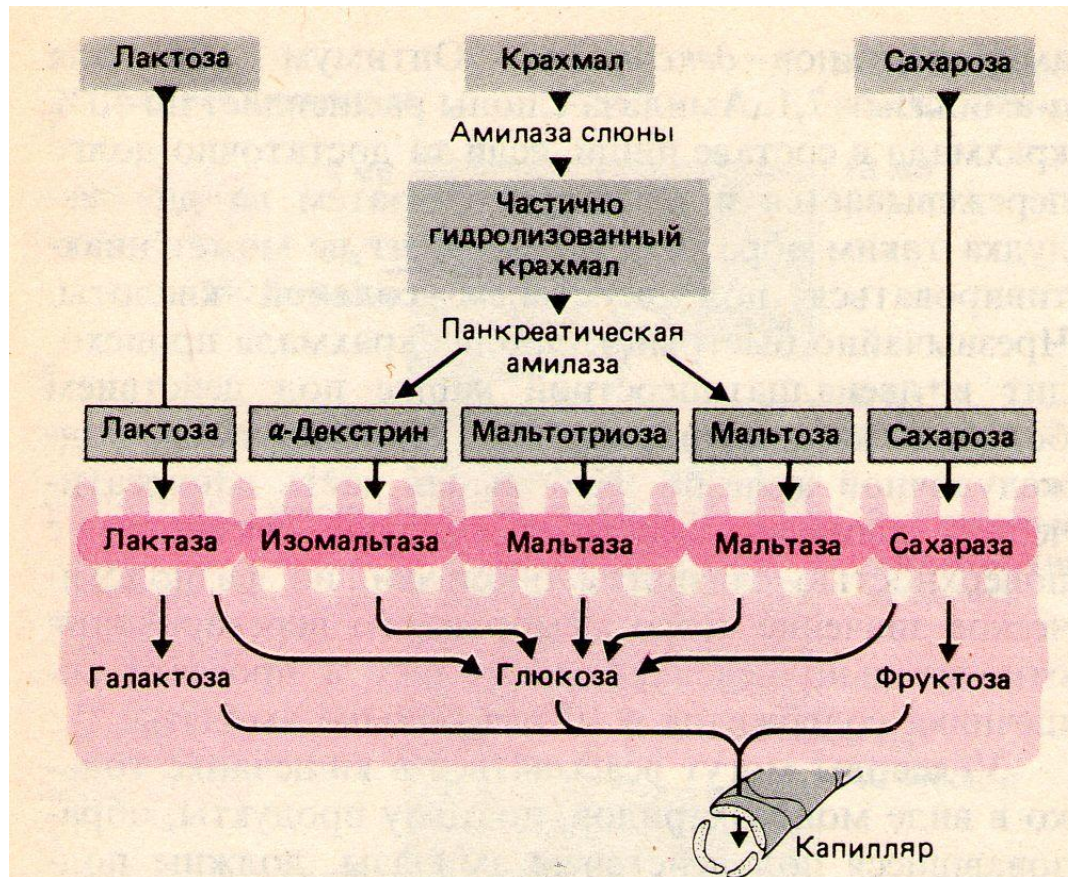 Лактоза
Крахмал
Сахароза
Амилаза слюны
Частично
гидролизованный
крахмал
Панкреатическая
амилаза
Лактоза
α-Декстрин
Мальтотриоза
Мальтоза
Сахароза
Лактаза
Изомальтаза
Мальтаза
Мальтаза
Сахараза
Галактоза
Глюкоза
Фруктоза
Капилляр